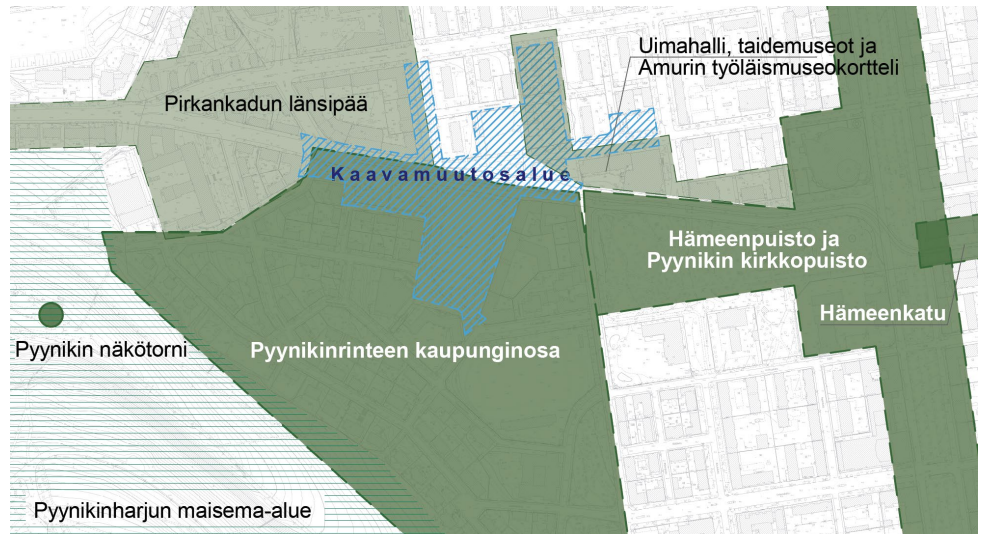 Uimahalli, taidemuseot ja
Amurin työläismuseokortteli
Pirkankadun länsipää
Kaavamuutosalue
Hämeenpuisto ja
Pyynikin kirkkopuisto
Hämeenkatu
Pyynikin näkötorni
Pyynikinrinteen kaupunginosa
Pyynikinharjun maisema-alue